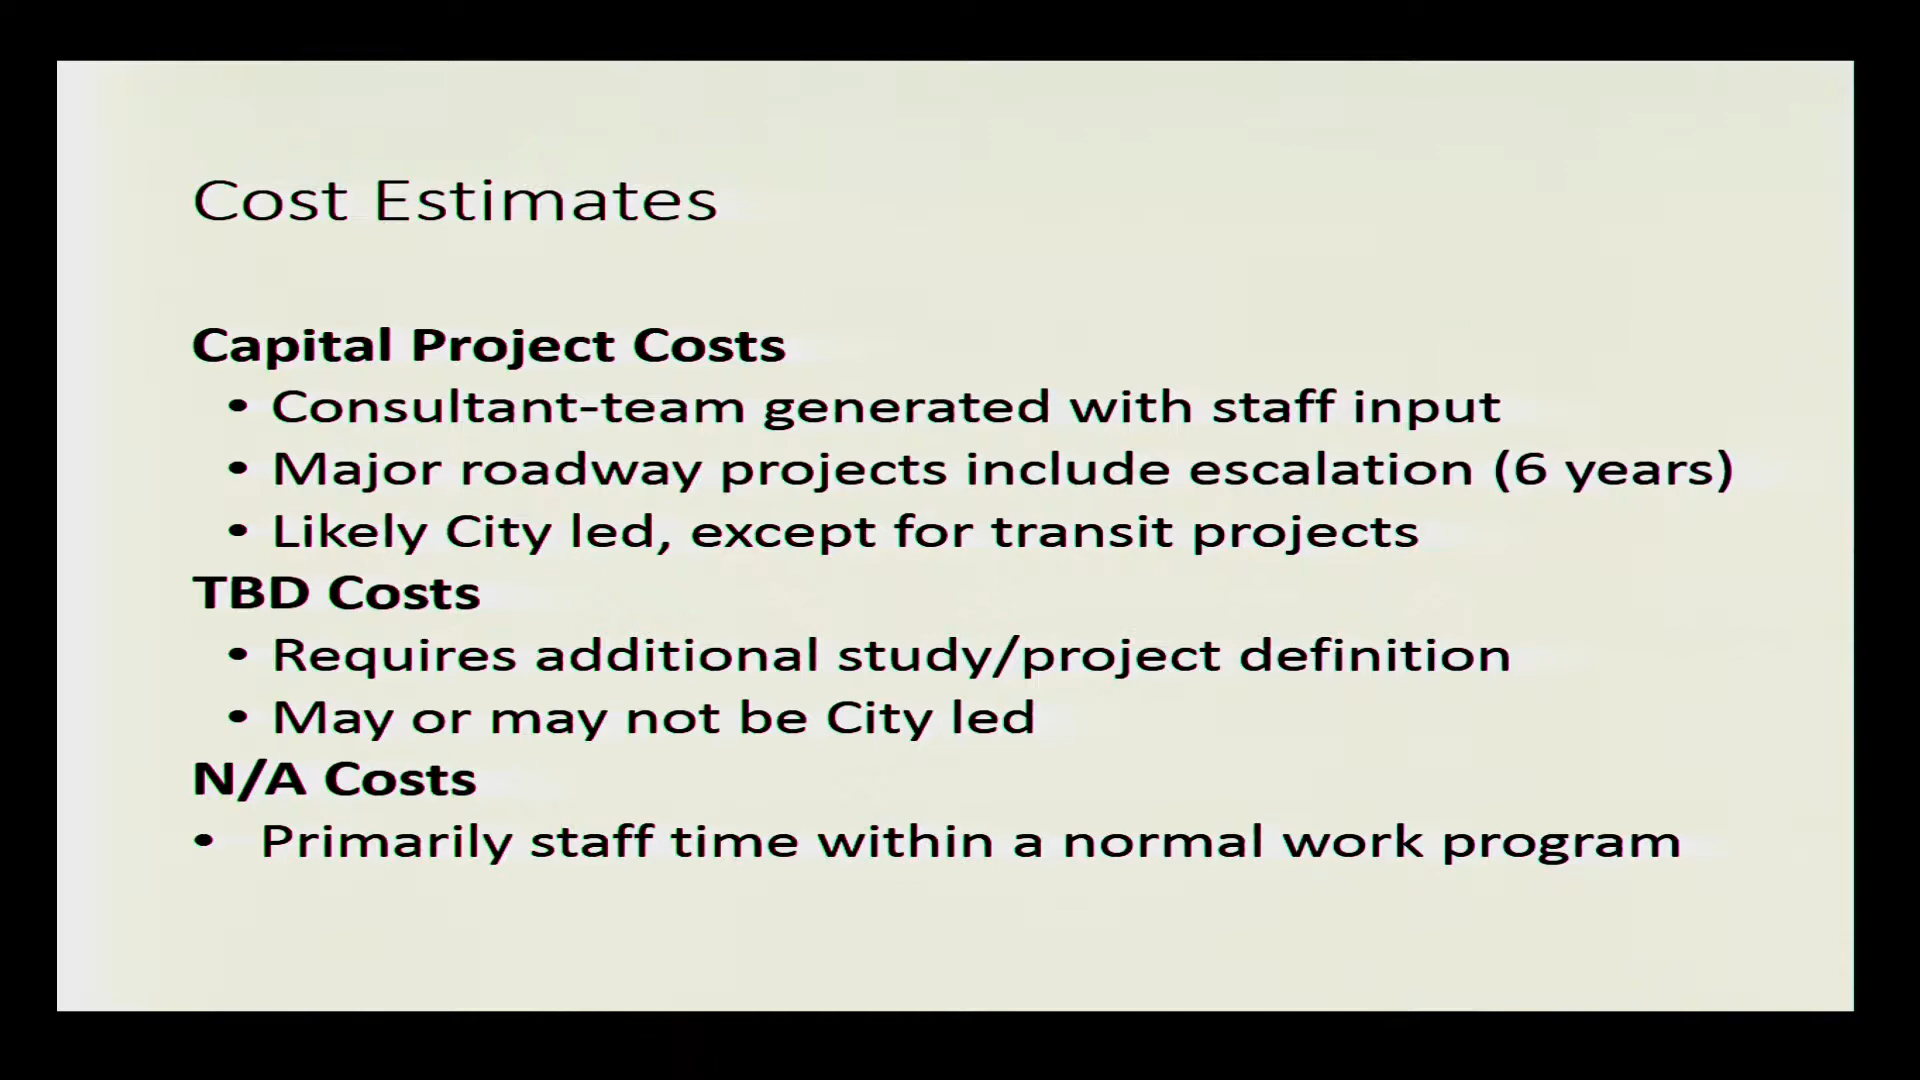 Cost Estimates
Capital Project Costs
• Consultant-team generated with staff input
• Major roadway projects include escalation (6 years)
• Likely City led, except for transit projects
TBD Costs
• Requires additional study/project definition
• May or may not be City led
N/A Costs
• Primarily staff time within a normal work program